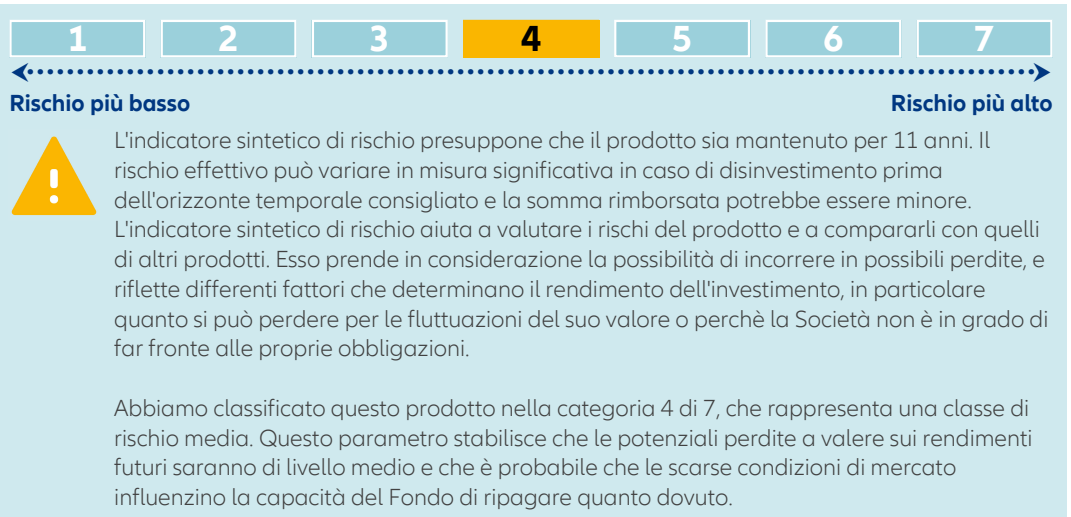 1 2 3 4 5 6 7
Rischio più basso Rischio più alto
L'indicatore sintetico di rischio presuppone che il prodotto sia mantenuto per 11 anni. Il
rischio effettivo può variare in misura significativa in caso di disinvestimento prima
dell'orizzonte temporale consigliato e la somma rimborsata potrebbe essere minore.
L'indicatore sintetico di rischio aiuta a valutare i rischi del prodotto e a compararli con quelli
di altri prodotti. Esso prende in considerazione la possibilità di incorrere in possibili perdite, e
riflette differenti fattori che determinano il rendimento dell'investimento, in particolare
quanto si può perdere per le fluttuazioni del suo valore o perchè la Società non è in grado di
far fronte alle proprie obbligazioni.
Abbiamo classificato questo prodotto nella categoria 4 di 7, che rappresenta una classe di
rischio media. Questo parametro stabilisce che le potenziali perdite a valere sui rendimenti
futuri saranno di livello medio e che è probabile che le scarse condizioni di mercato
influenzino la capacità del Fondo di ripagare quanto dovuto.